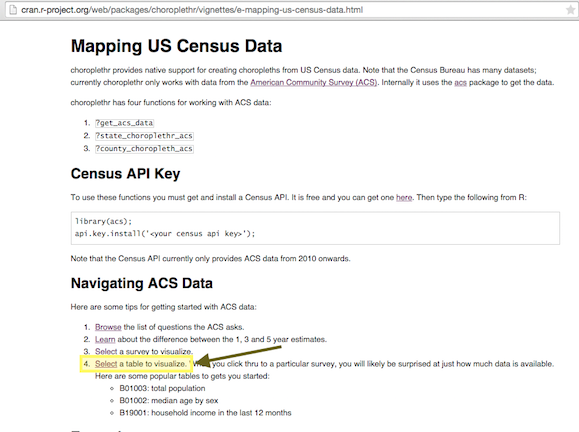 cran.r-project.org/web/packages/choroplethr/vignettes/e-mapping-us-census-data.html
Mapping US Census Data
choroplethr provides native support for creating choropleths from US Census data. Note that the Census Bureau has many datasets;
currently choroplethr only works with data from the American Community Survey (ACS). Internally it uses the acs package to get the data.
choroplethr has four functions for working with ACS data:
1. ?get_acs_data
2. ?state_choroplethr_acs
3. ?county_choropleth_acs
Census API Key
To use these functions you must get and install a Census API. It is free and you can get one here. Then type the following from R:
library(acs);
api.key.install('<your census api key>');
Note that the Census API currently only provides ACS data from 2010 onwards.
Navigating ACS Data
Here are some tips for getting started with ACS data:
1. Browse the list of questions the ACS asks.
2. Learn about the difference between the 1, 3 and 5 year estimates.
3. Select a survey to visualize.
4. Select a table to visualize. you click thru to a particular survey, you will likely be surprised at just how much data is available.
Here are some popular tables to gets you started:
B01003: total population
B01002: median age by sex
B19001: household income in the last 12 months